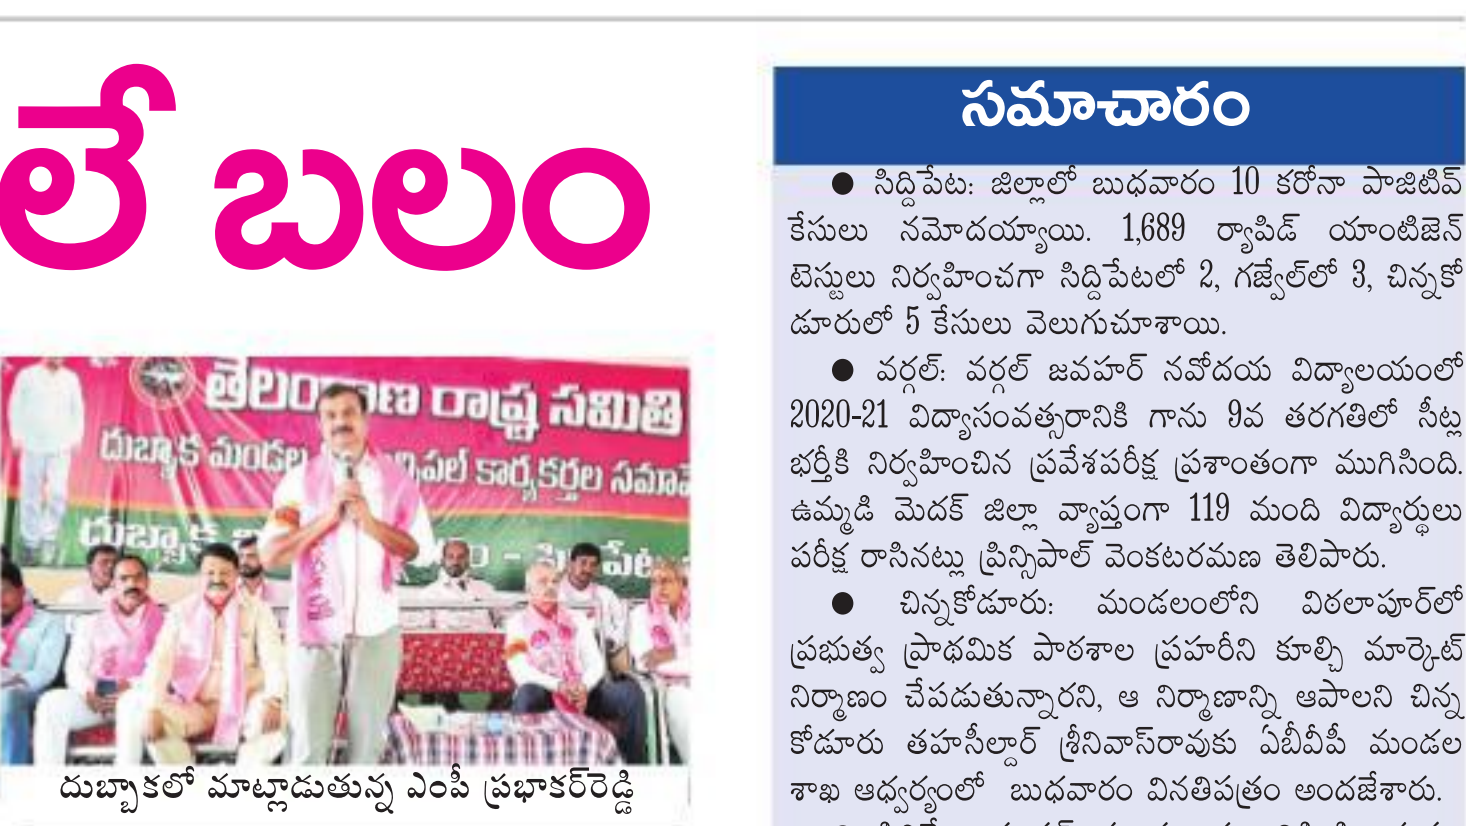 లే బలం
తెలంగాణ రాష్ట్ర సమితి
దుబ్బాక మండల
కార్యకర్తల
దుబ్బాకలో మాట్లాడుతున్న ఎంపీ ప్రభాకర్‌రెడ్డి
సమాచారం
● సిద్దిపేట: జిల్లాలో బుధవారం 10 కరోనా పాజిటివ్
కేసులు నమోదయ్యాయి. 1,689 ర్యాపిడ్ యాంటిజెన్
టెస్టులు నిర్వహించగా సిద్దిపేటలో 2, గజ్వేల్‌లో 3, చిన్నకో
డూరులో 5 కేసులు వెలుగుచూశాయి.
● వర్గల్: వర్గల్ జవహర్ నవోదయ విద్యాలయంలో
2020-21 విద్యాసంవత్సరానికి గాను 9వ తరగతిలో సీట్ల
భర్తీకి నిర్వహించిన ప్రవేశపరీక్ష ప్రశాంతంగా ముగిసింది.
ఉమ్మడి మెదక్ జిల్లా వ్యాప్తంగా 119 మంది విద్యార్థులు
పరీక్ష రాసినట్లు ప్రిన్సిపాల్ వెంకటరమణ తెలిపారు.
● చిన్నకోడూరు: మండలంలోని విఠలాపూర్‌లో
ప్రభుత్వ ప్రాథమిక పాఠశాల ప్రహరీని కూల్చి మార్కెట్
నిర్మాణం చేపడుతున్నారని, ఆ నిర్మాణాన్ని ఆపాలని చిన్న
కోడూరు తహసీల్దార్ శ్రీనివాస్‌రావుకు ఏబీవీపీ మండల
శాఖ ఆధ్వర్యంలో బుధవారం వినతిపత్రం అందజేశారు.